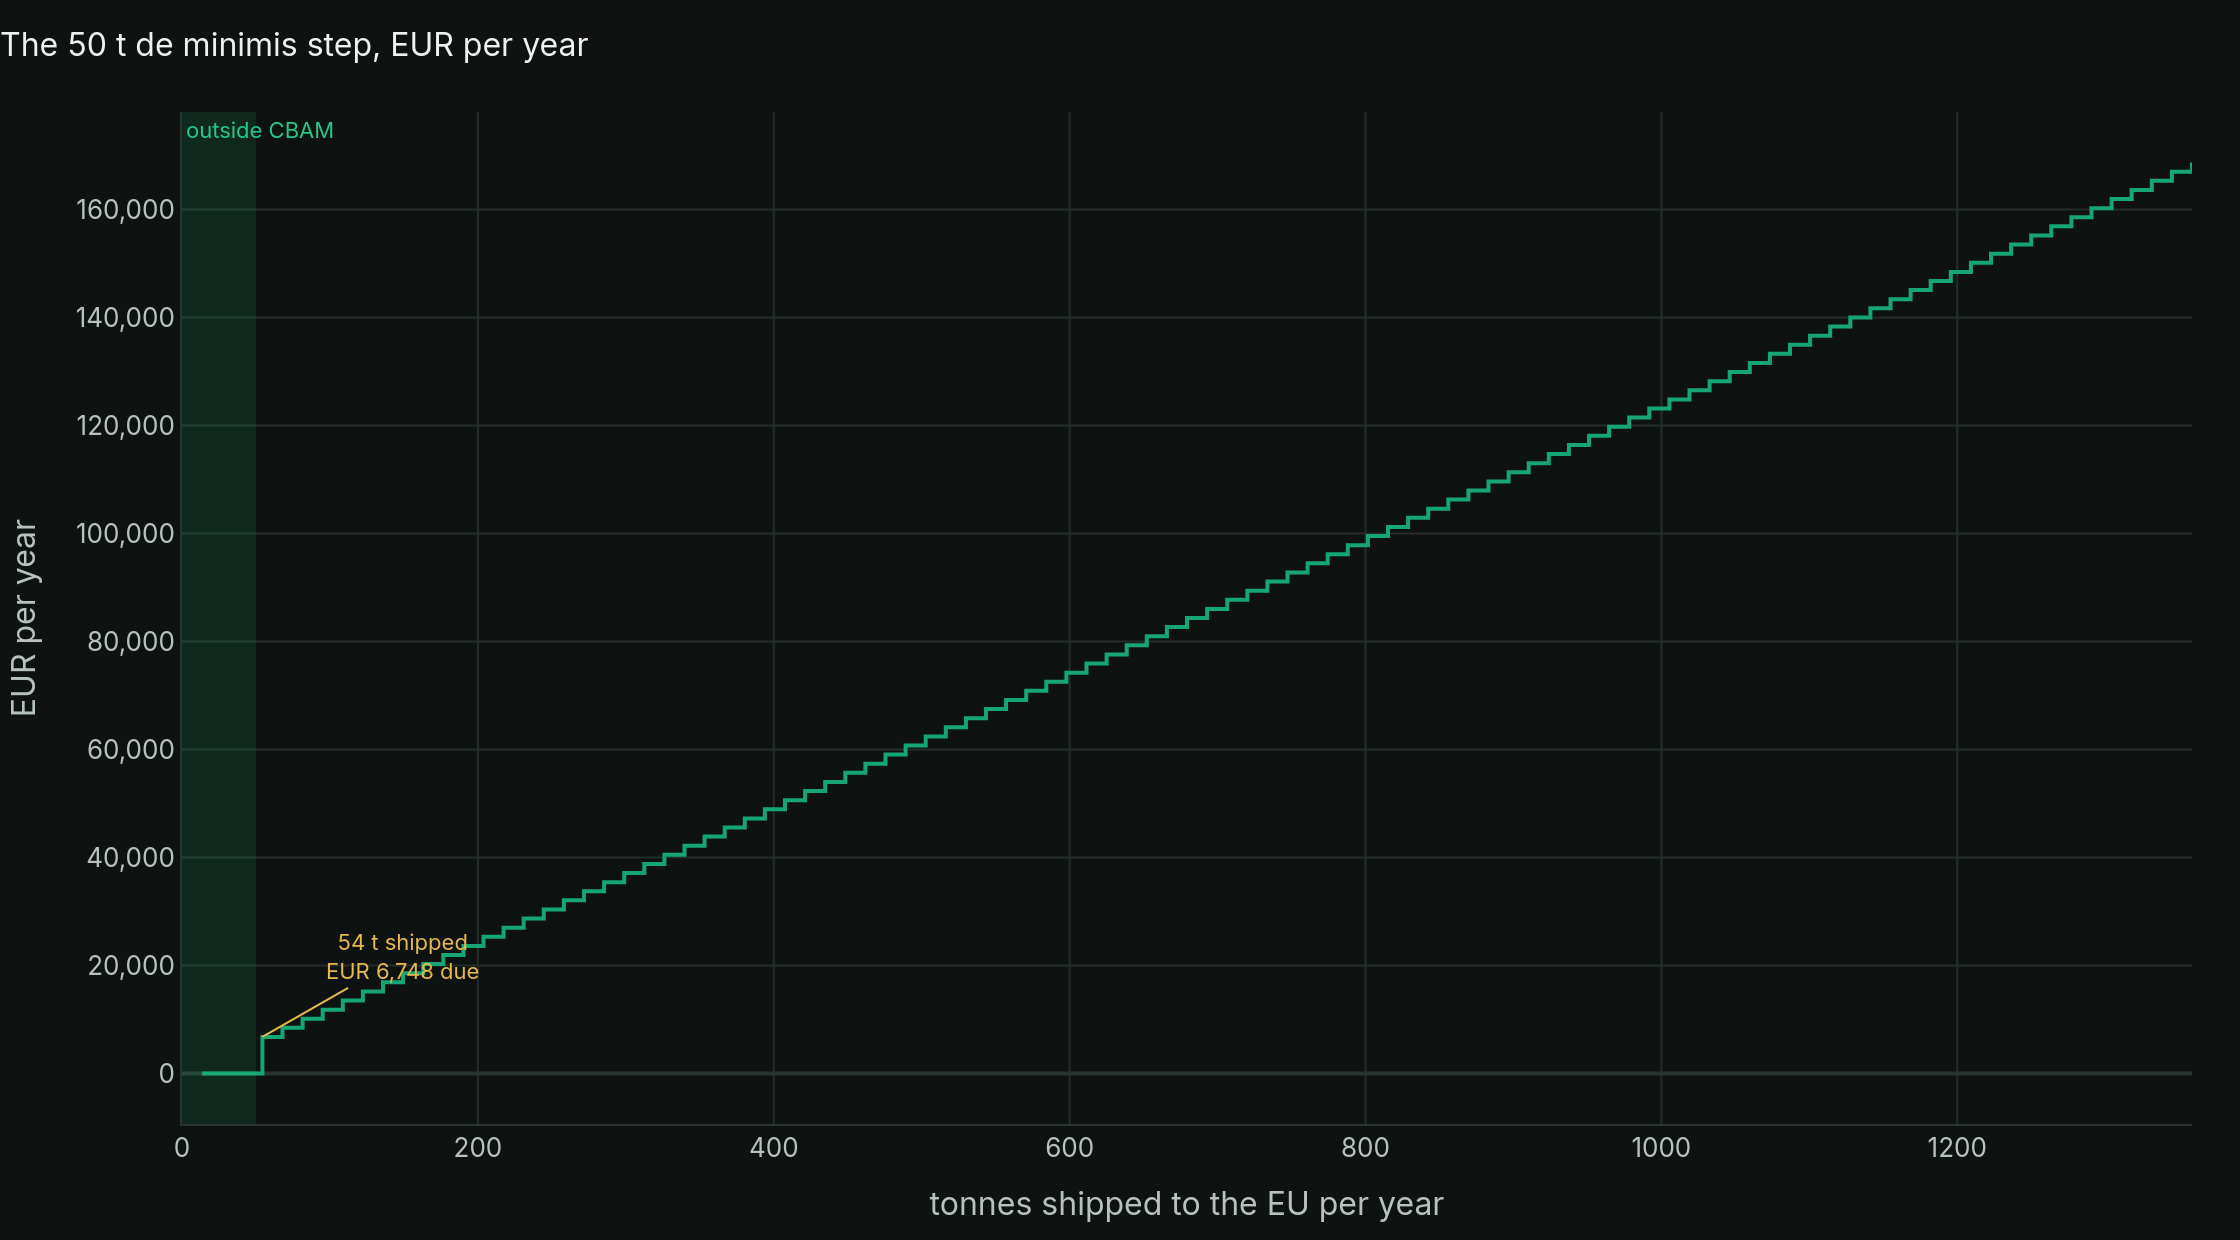 The 50 t de minimis step, EUR per year
outside CBAM
160,000
140,000
120,000
100,000
80,000
60,000
40,000
20,000
0
EUR per year
54 t shipped
EUR 6,748 due
0
200
400
600
800
1000
1200
tonnes shipped to the EU per year